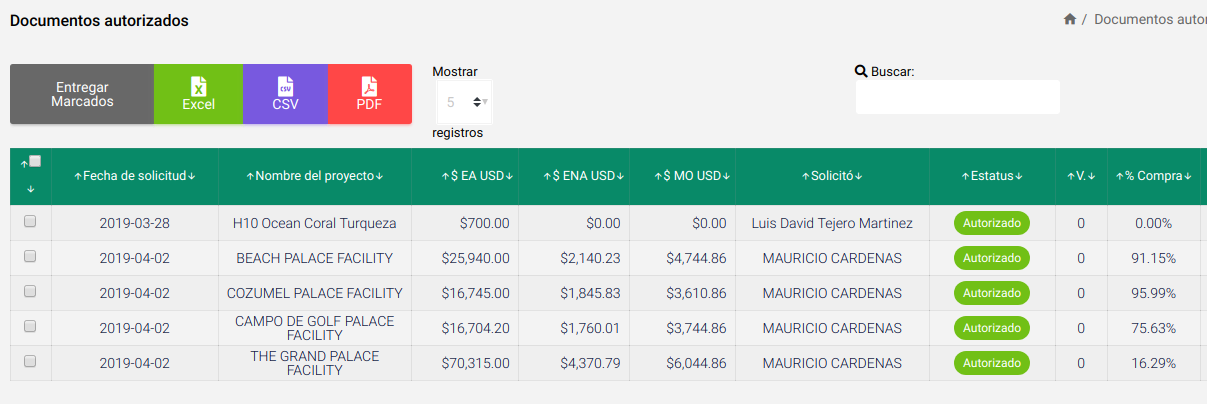 Documentos autorizados
/ Documentos autor
Entregar
Marcados
Excel
CSV
CSV
PDF
Mostrar
5
registros
Buscar:
↑ ↓
↑Fecha de solicitud↓
↑Nombre del proyecto↓
↑$ EA USD↓
↑$ ENA USD↓
↑$ MO USD↓
↑Solicitó↓
↑Estatus↓
↑V.↓
↑% Compra↓
2019-03-28 H10 Ocean Coral Turqueza $700.00 $0.00 $0.00 Luis David Tejero Martinez Autorizado 0 0.00%
2019-04-02 BEACH PALACE FACILITY $25,940.00 $2,140.23 $4,744.86 MAURICIO CARDENAS Autorizado 0 91.15%
2019-04-02 COZUMEL PALACE FACILITY $16,745.00 $1,845.83 $3,610.86 MAURICIO CARDENAS Autorizado 0 95.99%
2019-04-02 CAMPO DE GOLF PALACE
FACILITY $16,704.20 $1,760.01 $3,744.86 MAURICIO CARDENAS Autorizado 0 75.63%
2019-04-02 THE GRAND PALACE
FACILITY $70,315.00 $4,370.79 $6,044.86 MAURICIO CARDENAS Autorizado 0 16.29%